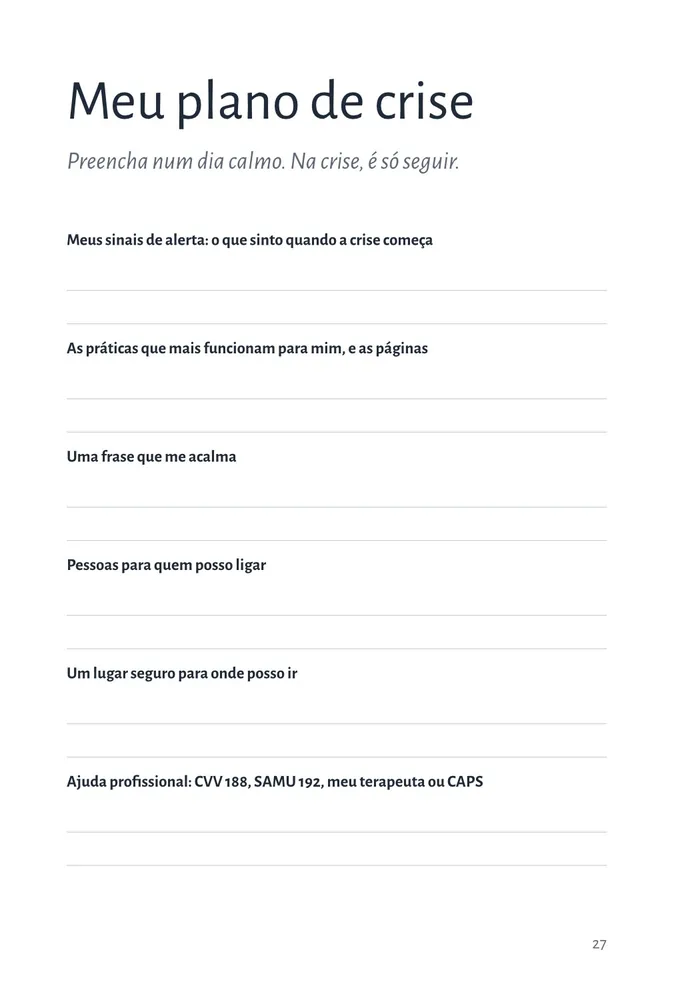 Meu plano de crise
Preencha num dia calmo. Na crise, é só seguir.
Meus sinais de alerta: o que sinto quando a crise começa
As práticas que mais funcionam para mim, e as páginas
Uma frase que me acalma
Pessoas para quem posso ligar
Um lugar seguro para onde posso ir
Ajuda profissional: CVV 188, SAMU 192, meu terapeuta ou CAPS
27